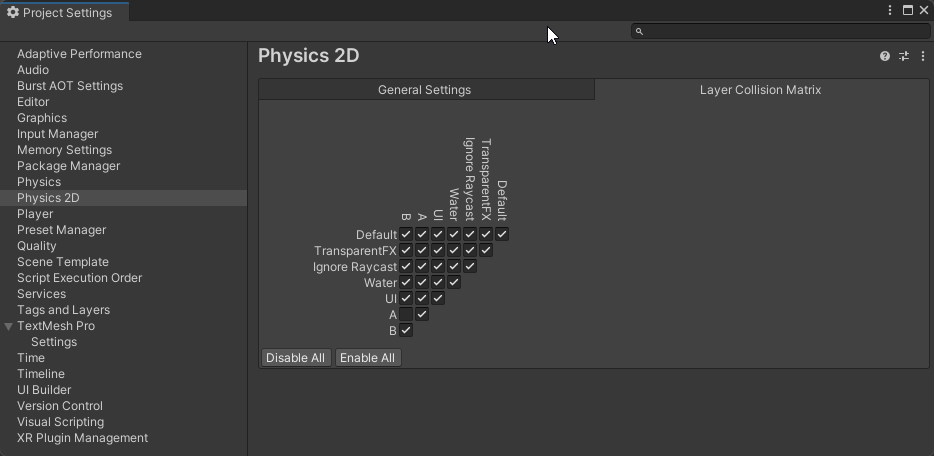 Project Settings
Adaptive Performance
Audio
Burst AOT Settings
Editor
Graphics
Input Manager
Memory Settings
Package Manager
Physics
Physics 2D
Player
Preset Manager
Quality
Scene Template
Script Execution Order
Services
Tags and Layers
TextMesh Pro
Settings
Time
Timeline
UI Builder
Version Control
Visual Scripting
XR Plugin Management
Physics 2D
General Settings
Layer Collision Matrix
B
A
UI
Water
Ignore Raycast
TransparentFX
Default
Default
TransparentFX
Ignore Raycast
Water
UI
A
B
Disable All
Enable All